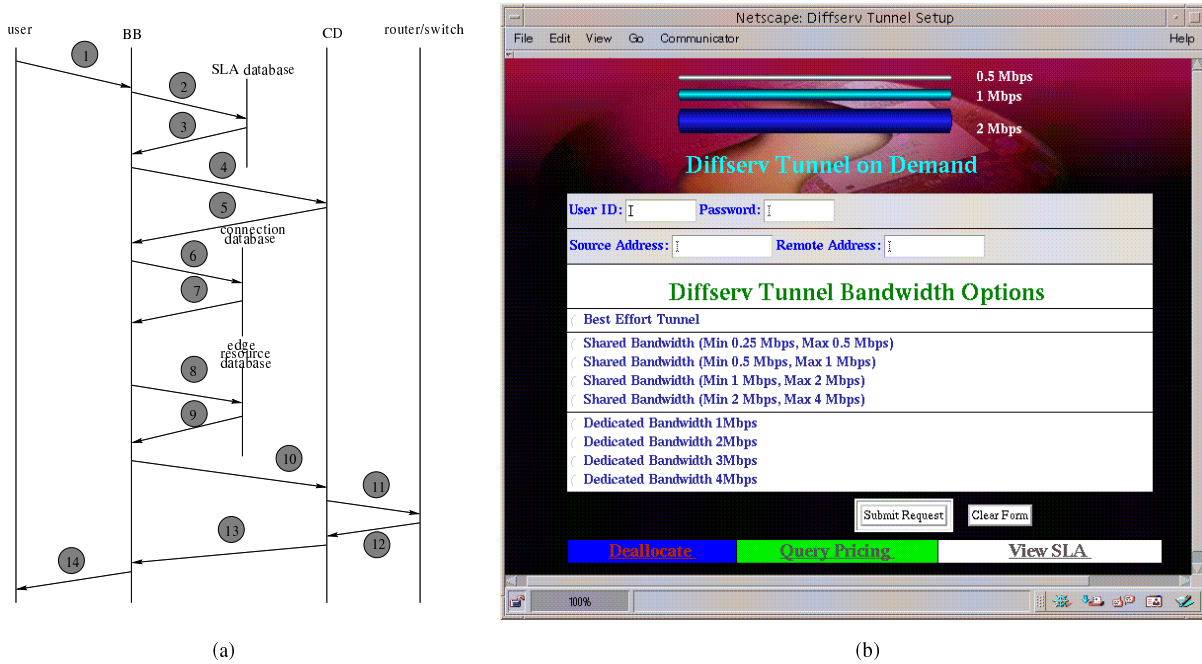 user
BB
CD
router/switch
1
2
SLA database
3
4
5
connection
database
6
7
edge
resource
database
8
9
10
11
12
13
14
(a)
Netscape: Diffserv Tunnel Setup
File Edit View Go Communicator Help
0.5 Mbps
1 Mbps
2 Mbps
Diffserv Tunnel on Demand
User ID: Password:
Source Address: Remote Address:
Diffserv Tunnel Bandwidth Options
Best Effort Tunnel
Shared Bandwidth (Min 0.25 Mbps, Max 0.5 Mbps)
Shared Bandwidth (Min 0.5 Mbps, Max 1 Mbps)
Shared Bandwidth (Min 1 Mbps, Max 2 Mbps)
Shared Bandwidth (Min 2 Mbps, Max 4 Mbps)
Dedicated Bandwidth 1Mbps
Dedicated Bandwidth 2Mbps
Dedicated Bandwidth 3Mbps
Dedicated Bandwidth 4Mbps
Submit Request Clear Form
Deallocate Query Pricing View SLA
100%
(b)